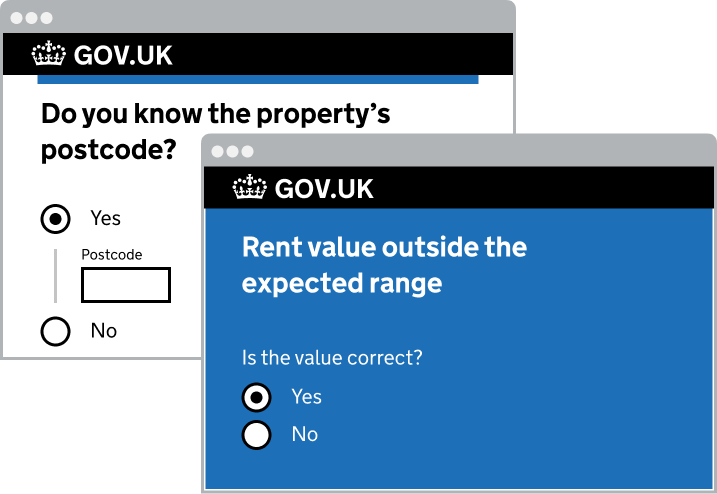 GOV.UK
Do you know the property’s
postcode?
Yes
Postcode
No
GOV.UK
Rent value outside the
expected range
Is the value correct?
Yes
No